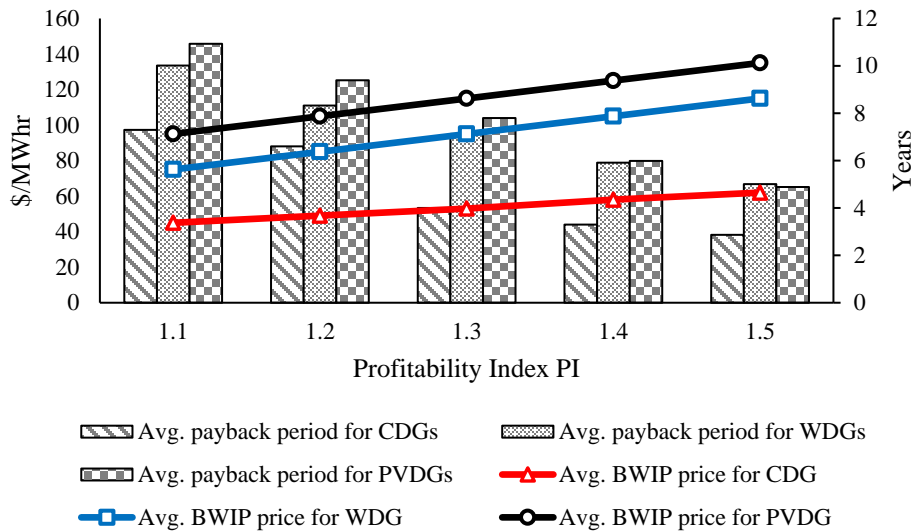 160
140
120
100
80
60
40
20
0
$/MWhr
12
10
8
6
4
2
0
Years
1.1 1.2 1.3 1.4 1.5
Profitability Index PI
Avg. payback period for CDGs
Avg. payback period for WDGs
Avg. payback period for PVDGs
Avg. BWIP price for CDG
Avg. BWIP price for WDG
Avg. BWIP price for PVDG